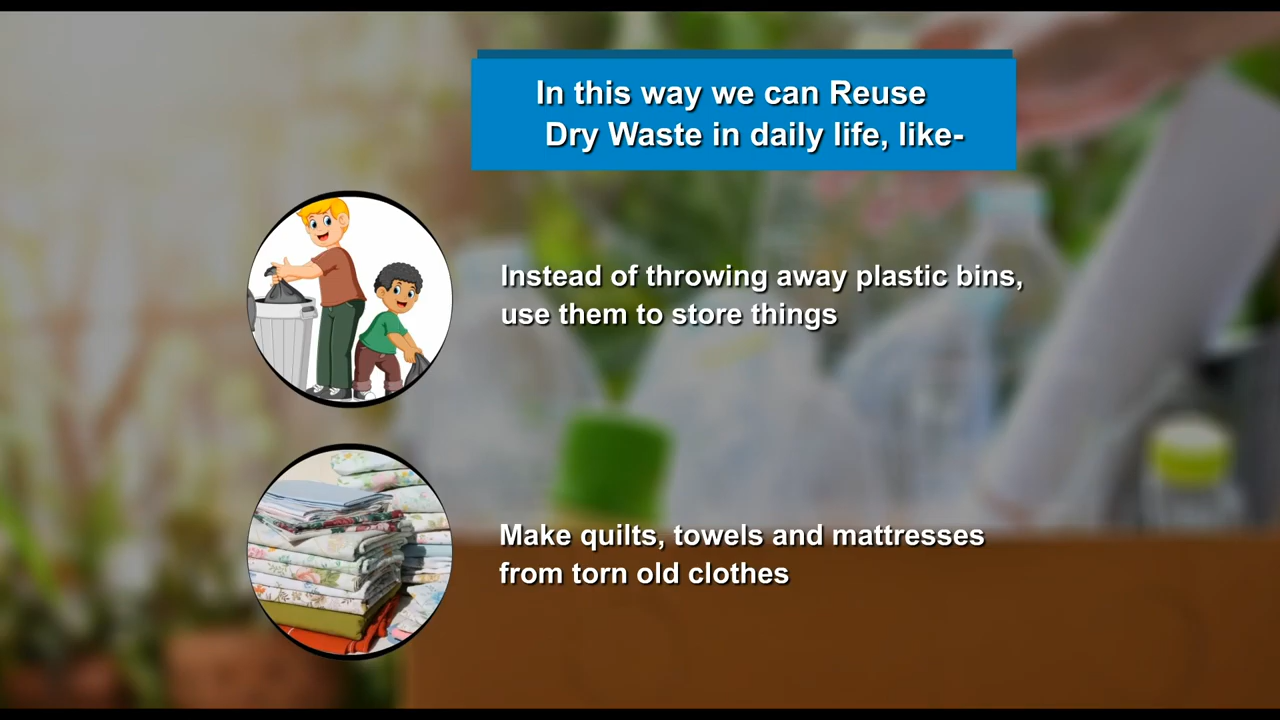 In this way we can Reuse
Dry Waste in daily life, like-
Instead of throwing away plastic bins,
use them to store things
Make quilts, towels and mattresses
from torn old clothes